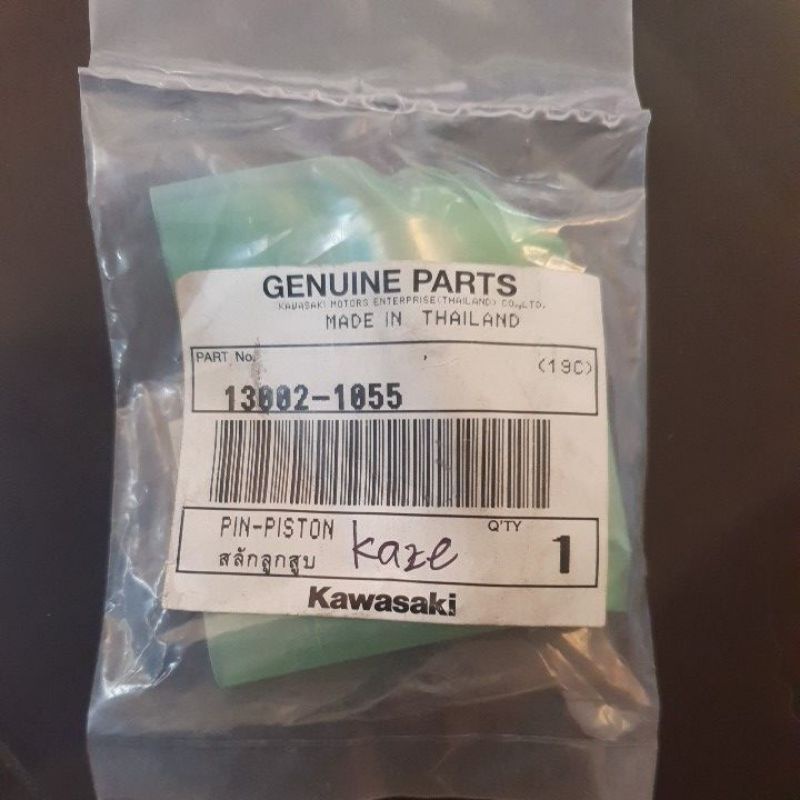 GENUINE PARTS
KAWASAKI MOTORS ENTERPRISE(THAILAND) CO.,LTD.
MADE IN THAILAND
PART No.
(19C)
13002-1055
PIN-PISTON
สลักลูกสูบ
kaze
Q'TY
1
Kawasaki